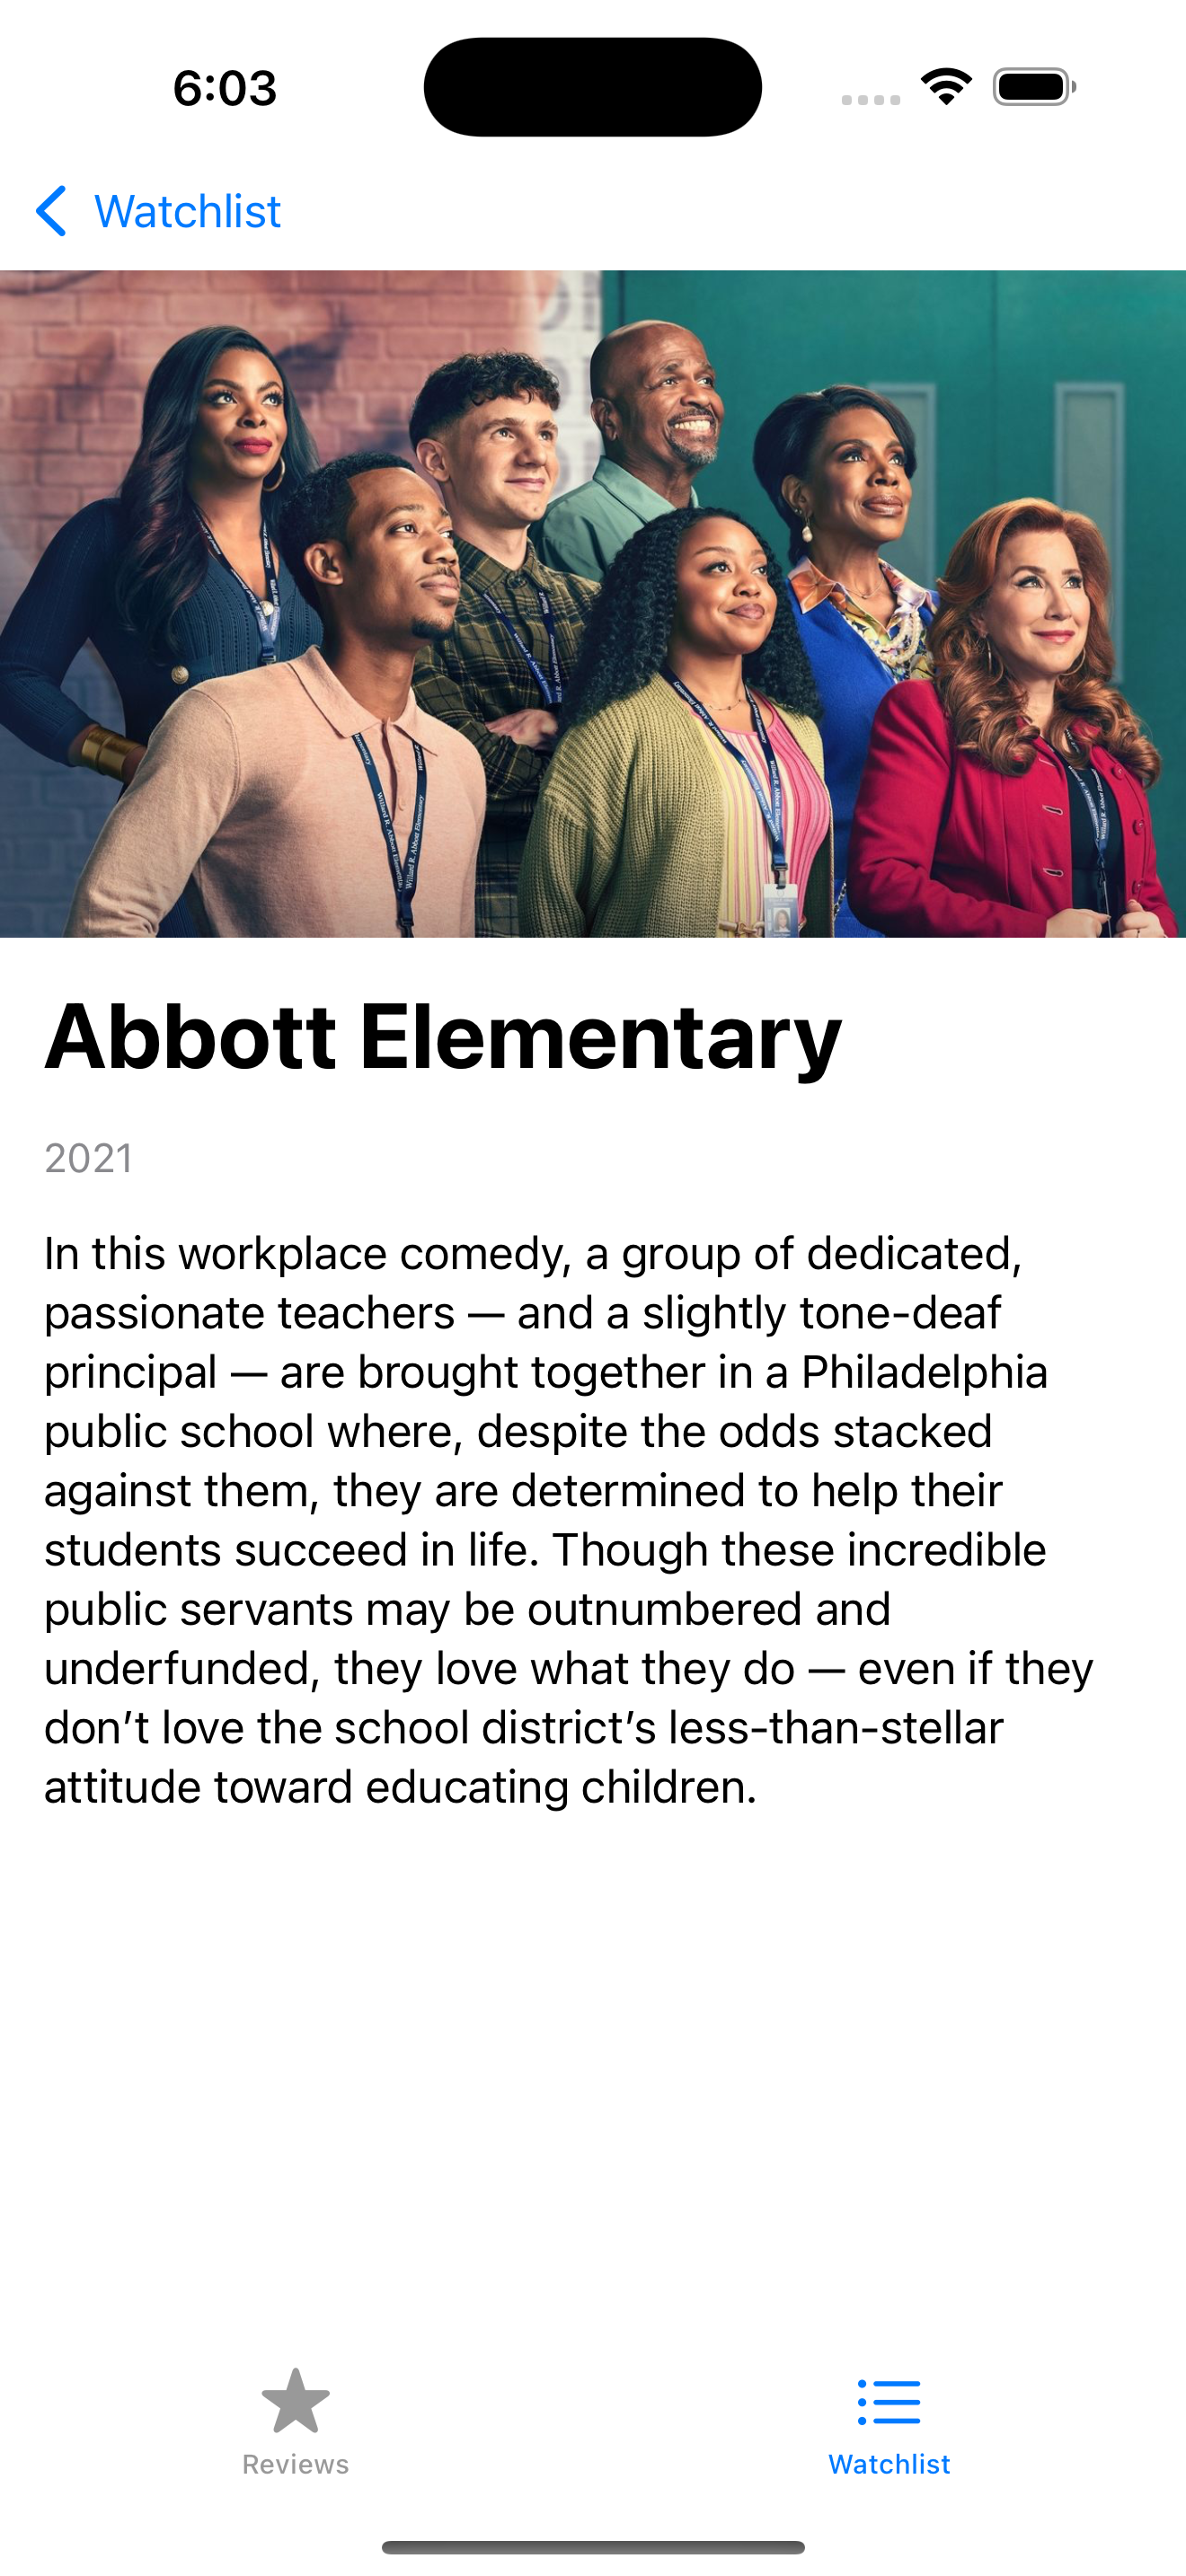 6:03
Watchlist
Willard R. Abbott Elementary
Abbott Elementary
2021
In this workplace comedy, a group of dedicated,
passionate teachers — and a slightly tone-deaf
principal — are brought together in a Philadelphia
public school where, despite the odds stacked
against them, they are determined to help their
students succeed in life. Though these incredible
public servants may be outnumbered and
underfunded, they love what they do — even if they
don’t love the school district’s less-than-stellar
attitude toward educating children.
Reviews
Watchlist